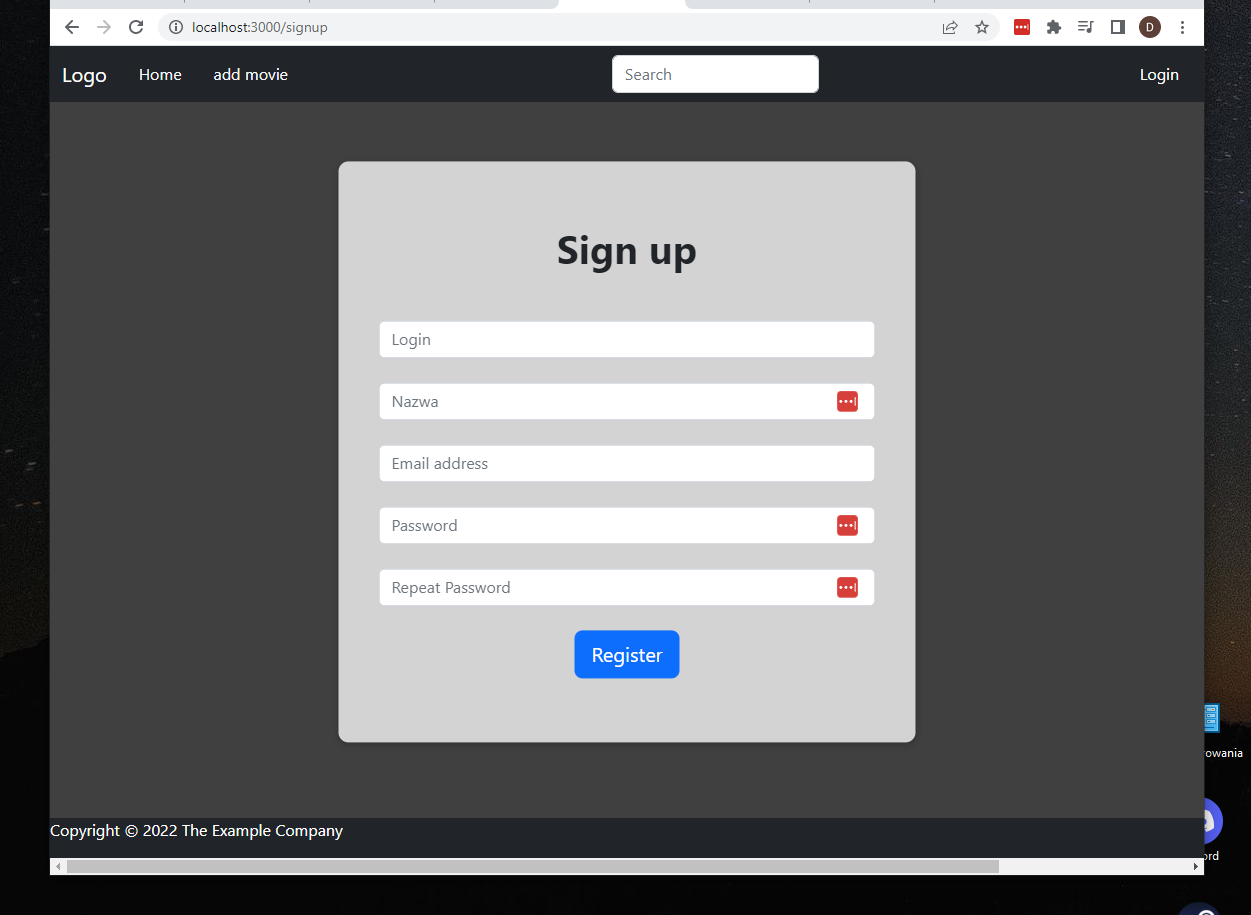 localhost:3000/signup
D
Logo
Home
add movie
Search
Login
Sign up
Login
Nazwa
Email address
Password
Repeat Password
Register
owania
ord
Copyright © 2022 The Example Company